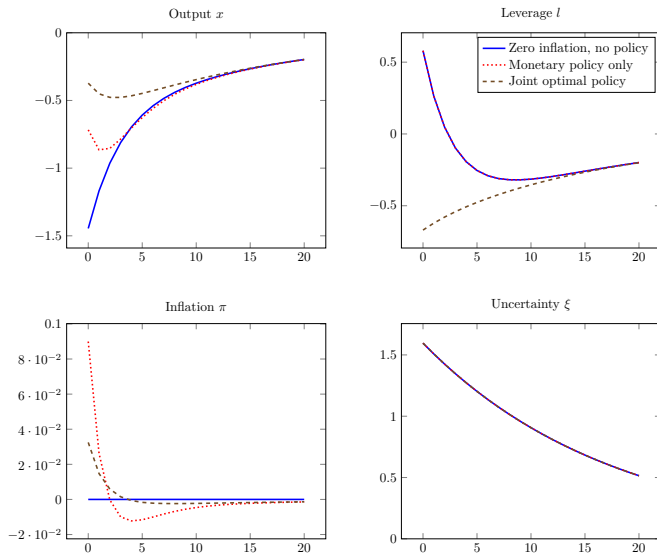 Output x
Leverage l
0
−0.5
−1
−1.5
0 5 10 15 20
0.5
0
−0.5
0 5 10 15 20
Zero inflation, no policy
Monetary policy only
Joint optimal policy
Inflation π
Uncertainty ξ
0.1
8 · 10−2
6 · 10−2
4 · 10−2
2 · 10−2
0
−2 · 10−2
0 5 10 15 20
1.5
1
0.5
0 5 10 15 20